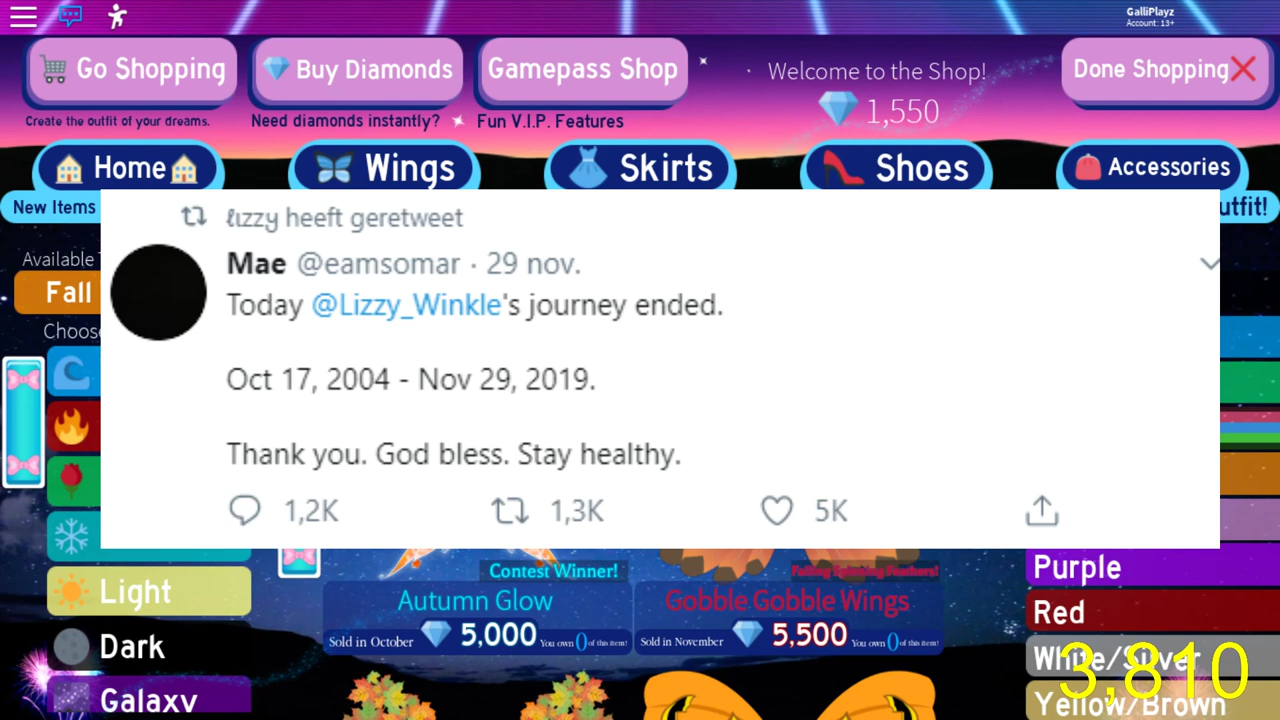 GalliPlayz
Account: 13+
Go Shopping
Buy Diamonds
Gamepass Shop
Welcome to the Shop!
Done Shopping
1,550
Create the outfit of your dreams.
Need diamonds instantly?
Fun V.I.P. Features
Home
Wings
Skirts
Shoes
Accessories
New Items
utfit!
Available
Fall
Choos
ℓızzy heeft geretweet
Mae @eamsomar · 29 nov.
Today @Lizzy_Winkle's journey ended.
Oct 17, 2004 - Nov 29, 2019.
Thank you. God bless. Stay healthy.
1,2K
1,3K
5K
Light
Dark
Galaxy
Contest Winner!
Autumn Glow
Sold in October
5,000
You own 0 of this item!
Falling Spinning Feathers!
Gobble Gobble Wings
Sold in November
5,500
You own 0 of this item!
Purple
Red
White/Silver
3,810
Yellow/Brown